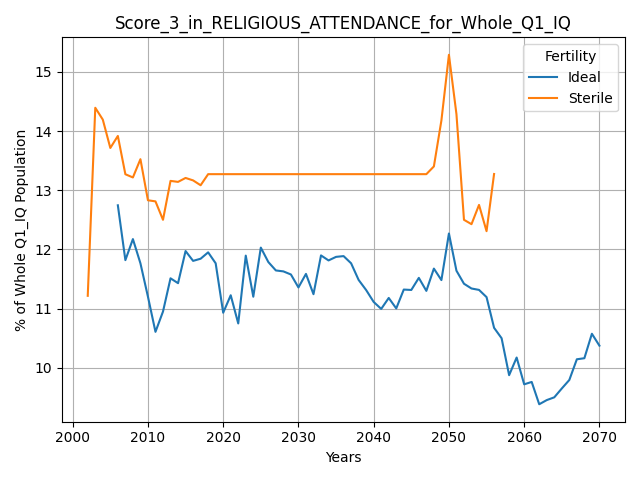 Score_3_in_RELIGIOUS_ATTENDANCE_for_Whole_Q1_IQ
% of Whole Q1_IQ Population
15
14
13
12
11
10
Fertility
Ideal
Sterile
2000 2010 2020 2030 2040 2050 2060 2070
Years